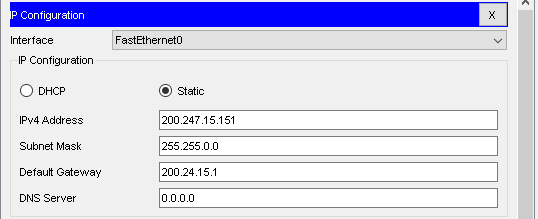 IP Configuration X
Interface FastEthernet0
IP Configuration
DHCP Static
IPv4 Address 200.247.15.151
Subnet Mask 255.255.0.0
Default Gateway 200.24.15.1
DNS Server 0.0.0.0